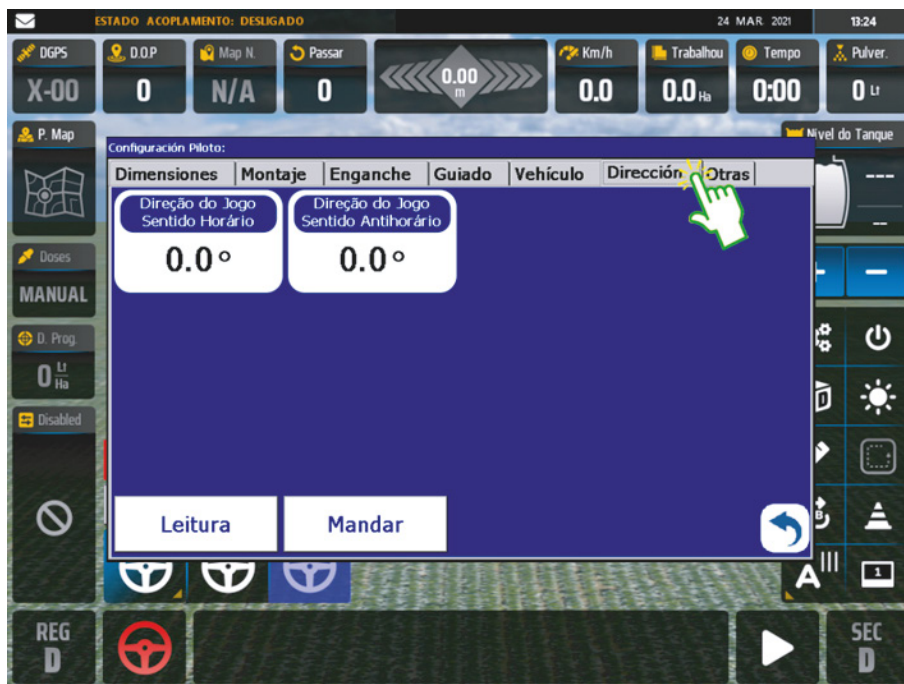 ESTADO ACOPLAMENTO: DESLIGADO
24 MAR 2021
13:24
DGPS
X-00
D.O.P
0
Map N.
N/A
Passar
0
0.00
m
Km/h
0.0
Trabalhou
0.0 Ha
Tempo
0:00
Pulver.
0 Lt
P. Map
Nivel do Tanque
---
--
Configuración Piloto:
Dimensiones Montaje Enganche Guiado Vehículo Dirección Otras
Direção do Jogo
Sentido Horário
0.0°
Direção do Jogo
Sentido Antihorário
0.0°
Doses
MANUAL
D. Prog.
0 Lt
Ha
Disabled
D
B
A
1
Leitura
Mandar
REG
D
SEC
D